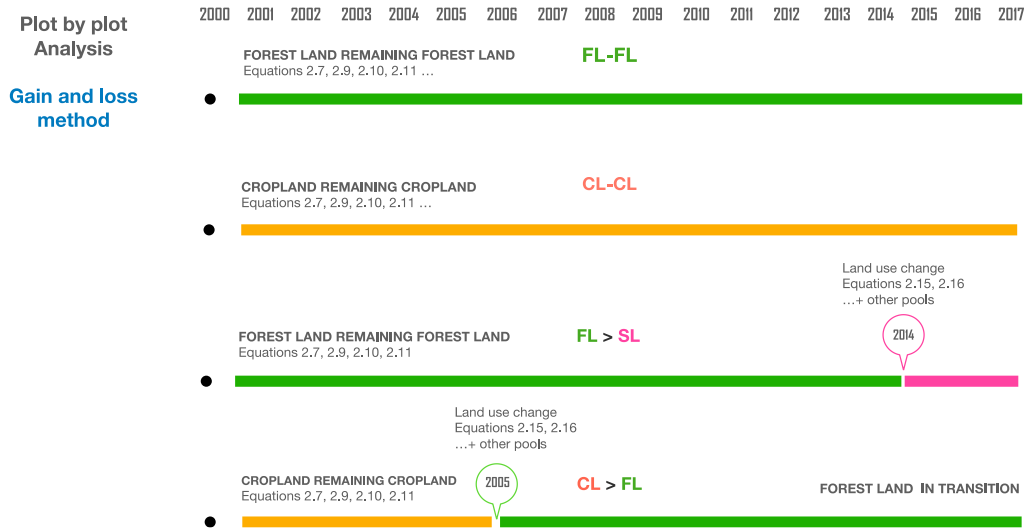 Plot by plot
Analysis
2000 2001 2002 2003 2004 2005 2006 2007 2008 2009 2010 2011 2012 2013 2014 2015 2016 2017
Gain and loss
method
FOREST LAND REMAINING FOREST LAND
Equations 2.7, 2.9, 2.10, 2.11 ...
FL-FL
CROPLAND REMAINING CROPLAND
Equations 2.7, 2.9, 2.10, 2.11 ...
CL-CL
Land use change
Equations 2.15, 2.16
...+ other pools
FOREST LAND REMAINING FOREST LAND
Equations 2.7, 2.9, 2.10, 2.11
FL > SL
2014
Land use change
Equations 2.15, 2.16
...+ other pools
CROPLAND REMAINING CROPLAND
Equations 2.7, 2.9, 2.10, 2.11
2005
CL > FL
FOREST LAND IN TRANSITION